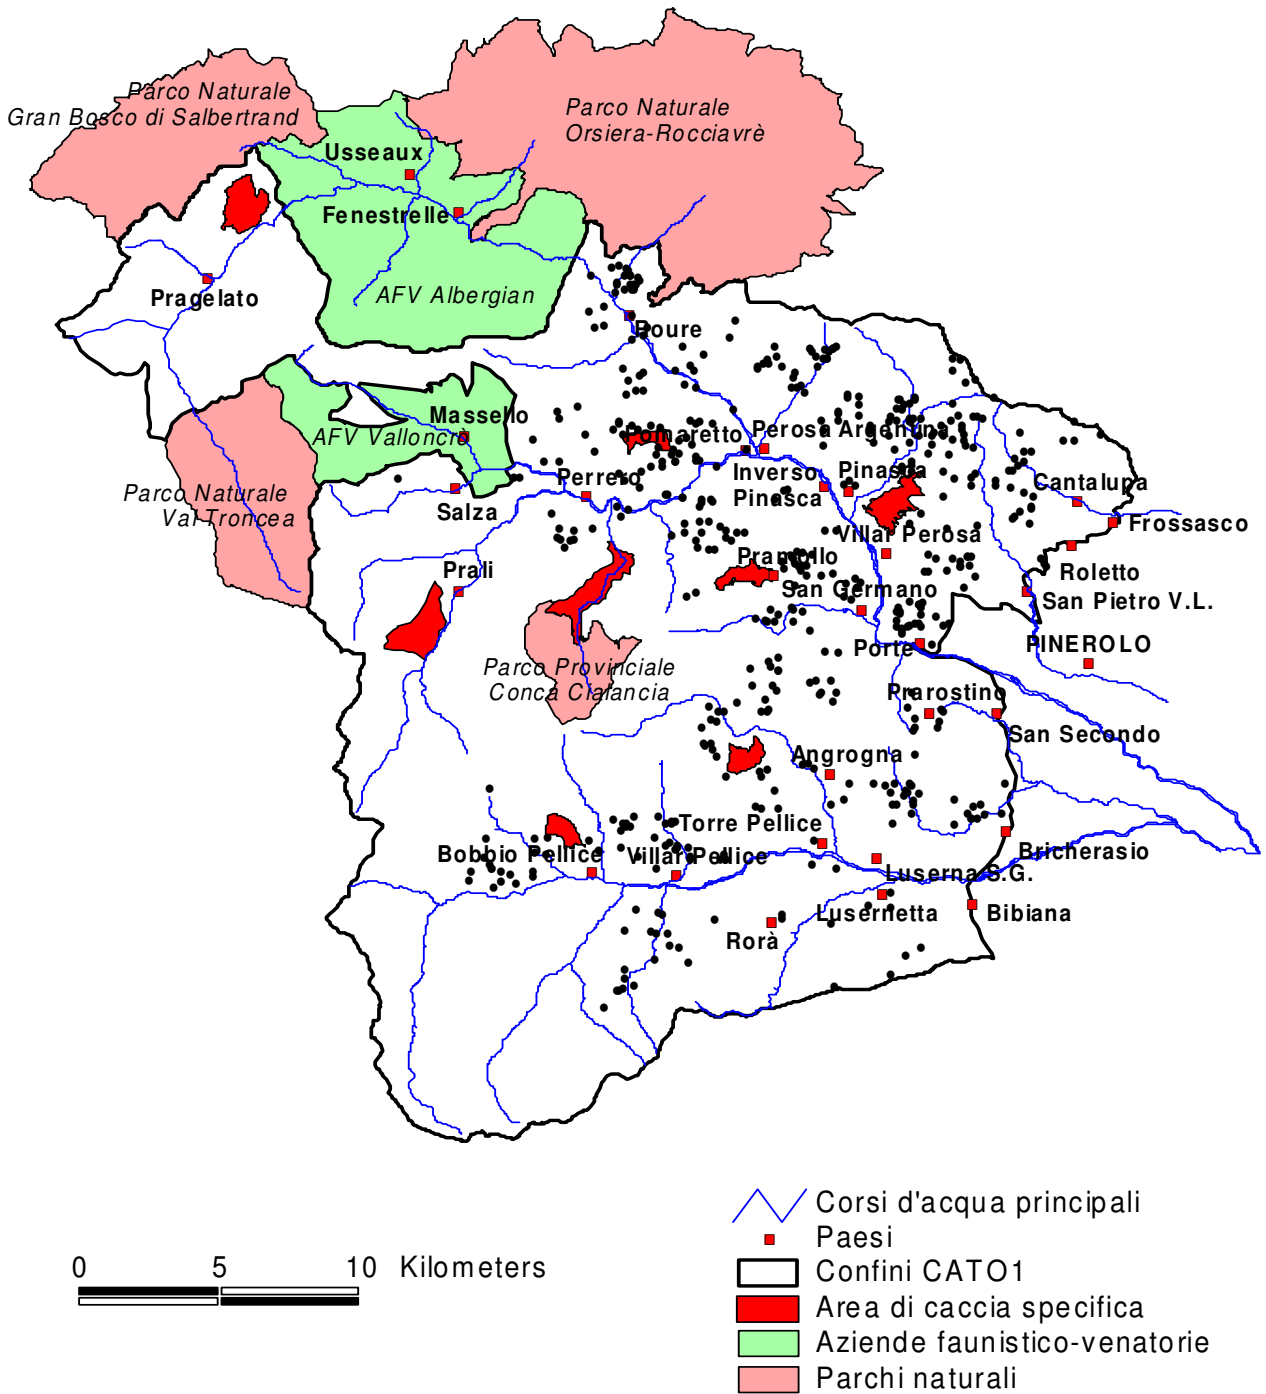 Parco Naturale
Gran Bosco di Salbertrand
Parco Naturale
Orsiera-Rocciavrè
Usseaux
Fenestrelle
AFV Albergian
Pragelato
Roure
Massello
AFV Valloncrò
Pomaretto
Perosa Argentina
Perrero
Inverso
Pinasca
Pinasca
Cantalupa
Parco Naturale
Val Troncea
Salza
Frossasco
Villar Perosa
Pramollo
Prali
San Germano
Roletto
San Pietro V.L.
Porte
PINEROLO
Parco Provinciale
Conca Cialancia
Prarostino
San Secondo
Angrogna
Torre Pellice
Bobbio Pellice
Villar Pellice
Bricherasio
Luserna S.G.
Lusernetta
Bibiana
Rorà
Corsi d'acqua principali
Paesi
0 5 10 Kilometers
Confini CATO1
Area di caccia specifica
Aziende faunistico-venatorie
Parchi naturali